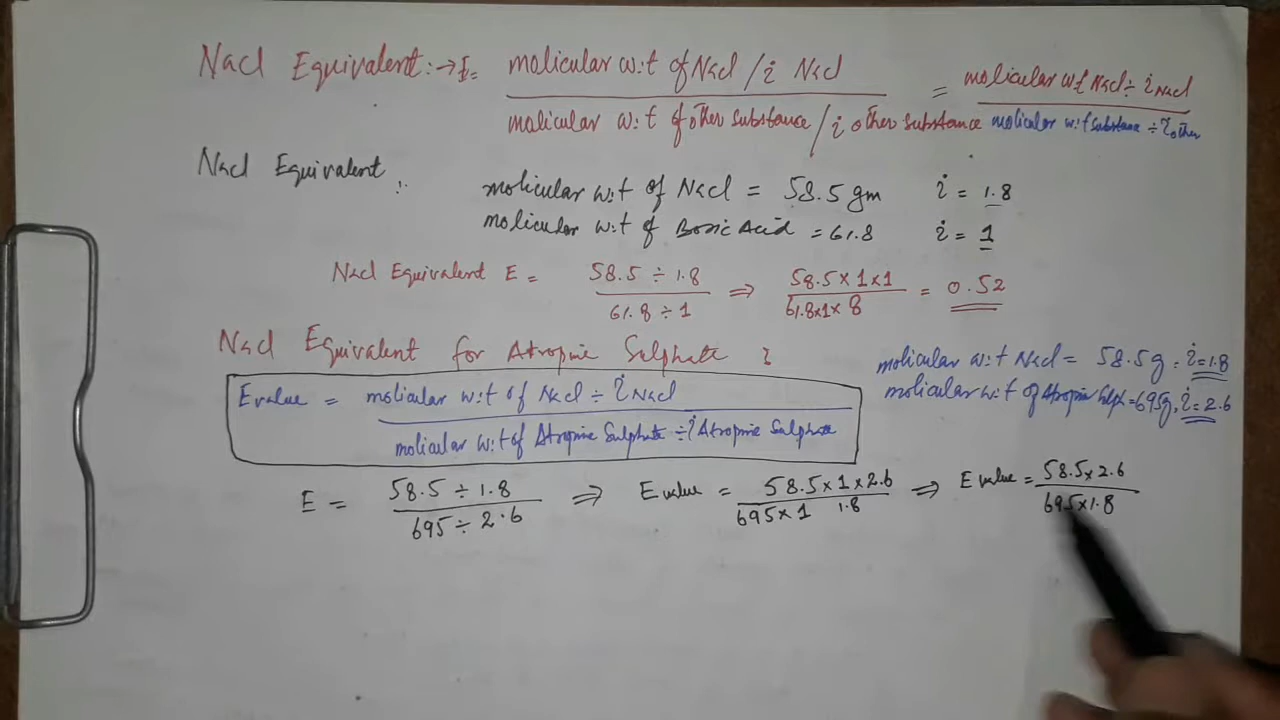 Nacl Equivalent:→E= molicular w:t of Nacl / i Nacl = molicular wt Nacl ÷ i Nacl
molicular w:t of other substance / i other substance molicular w:t substance ÷ i other
Nacl Equivalent
molicular w:t of Nacl = 58.5 gm i = 1.8
molicular w:t of Boric Acid = 61.8 i = 1
Nacl Equivalent E = 58.5 ÷ 1.8 ⇒ 58.5×1×1 = 0.52
61.8 ÷ 1 61.8×1×8
Nacl Equivalent for Atropine Sulphate ?
molicular w:t Nacl = 58.5g : i=1.8
molicular w:t of Atropin Sulph=695g, i=2.6
E value = molicular w:t of Nacl ÷ i Nacl
molicular w:t of Atropine Sulphate ÷ i Atropine Sulphate
E = 58.5 ÷ 1.8 ⇒ E value = 58.5×1×2.6 ⇒ E value = 58.5×2.6
695 ÷ 2.6 695×1 1.8 695×1.8